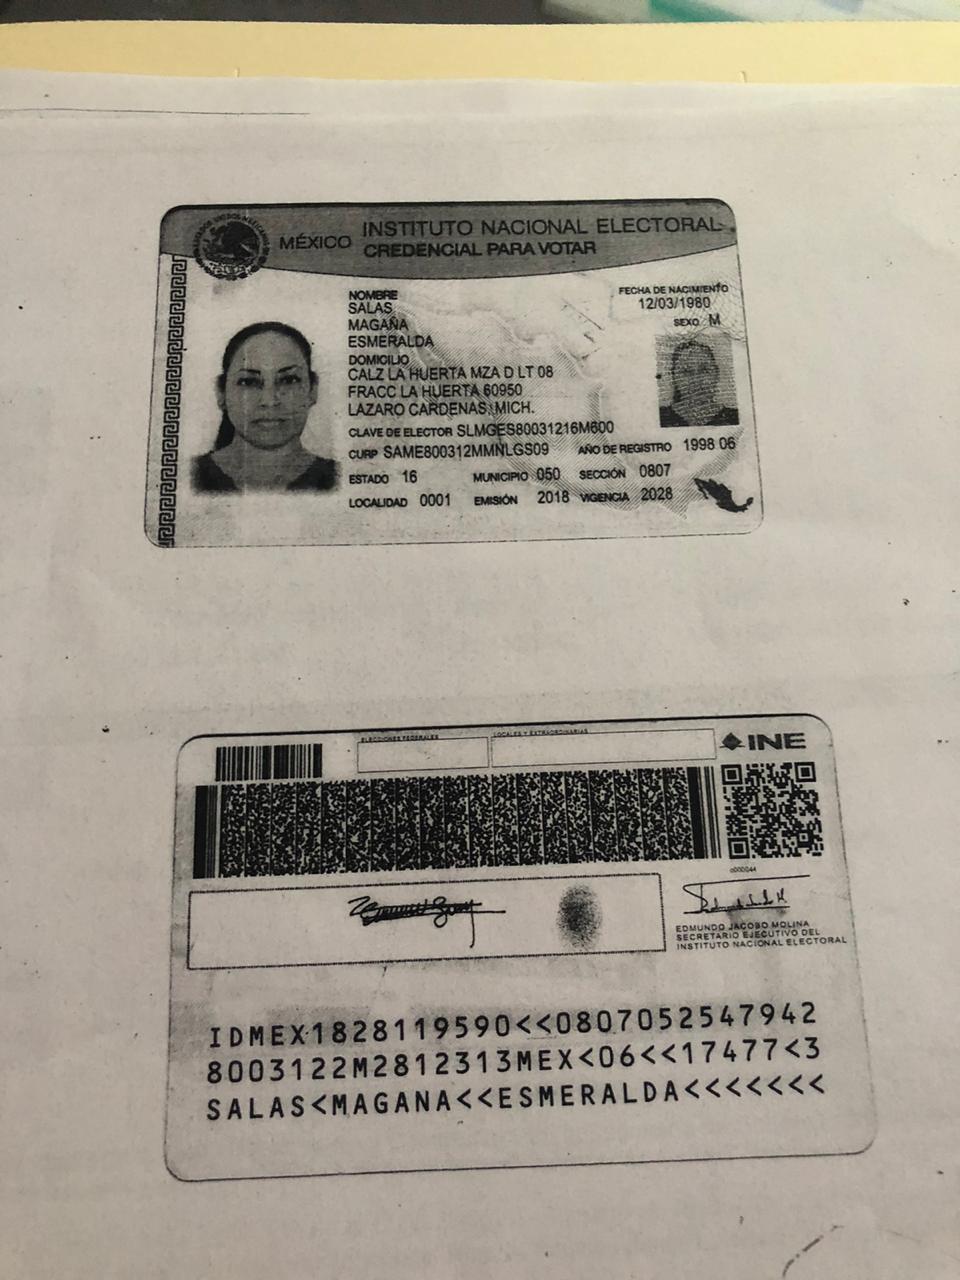 MÉXICO INSTITUTO NACIONAL ELECTORAL
CREDENCIAL PARA VOTAR
NOMBRE
SALAS
MAGAÑA
ESMERALDA
FECHA DE NACIMIENTO
12/03/1980
SEXO M
DOMICILIO
CALZ LA HUERTA MZA D LT 08
FRACC LA HUERTA 60950
LAZARO CARDENAS, MICH.
CLAVE DE ELECTOR SLMGES80031216M600
CURP SAME800312MMNLGS09 AÑO DE REGISTRO 1998 06
ESTADO 16 MUNICIPIO 050 SECCIÓN 0807
LOCALIDAD 0001 EMISIÓN 2018 VIGENCIA 2028
ELECCIONES FEDERALES LOCALES Y EXTRAORDINARIAS
INE
EDMUNDO JACOBO MOLINA
SECRETARIO EJECUTIVO DEL
INSTITUTO NACIONAL ELECTORAL
IDMEX1828119590<<0807052547942
8003122M2812313MEX<06<<17477<3
SALAS<MAGANA<<ESMERALDA<<<<<<<